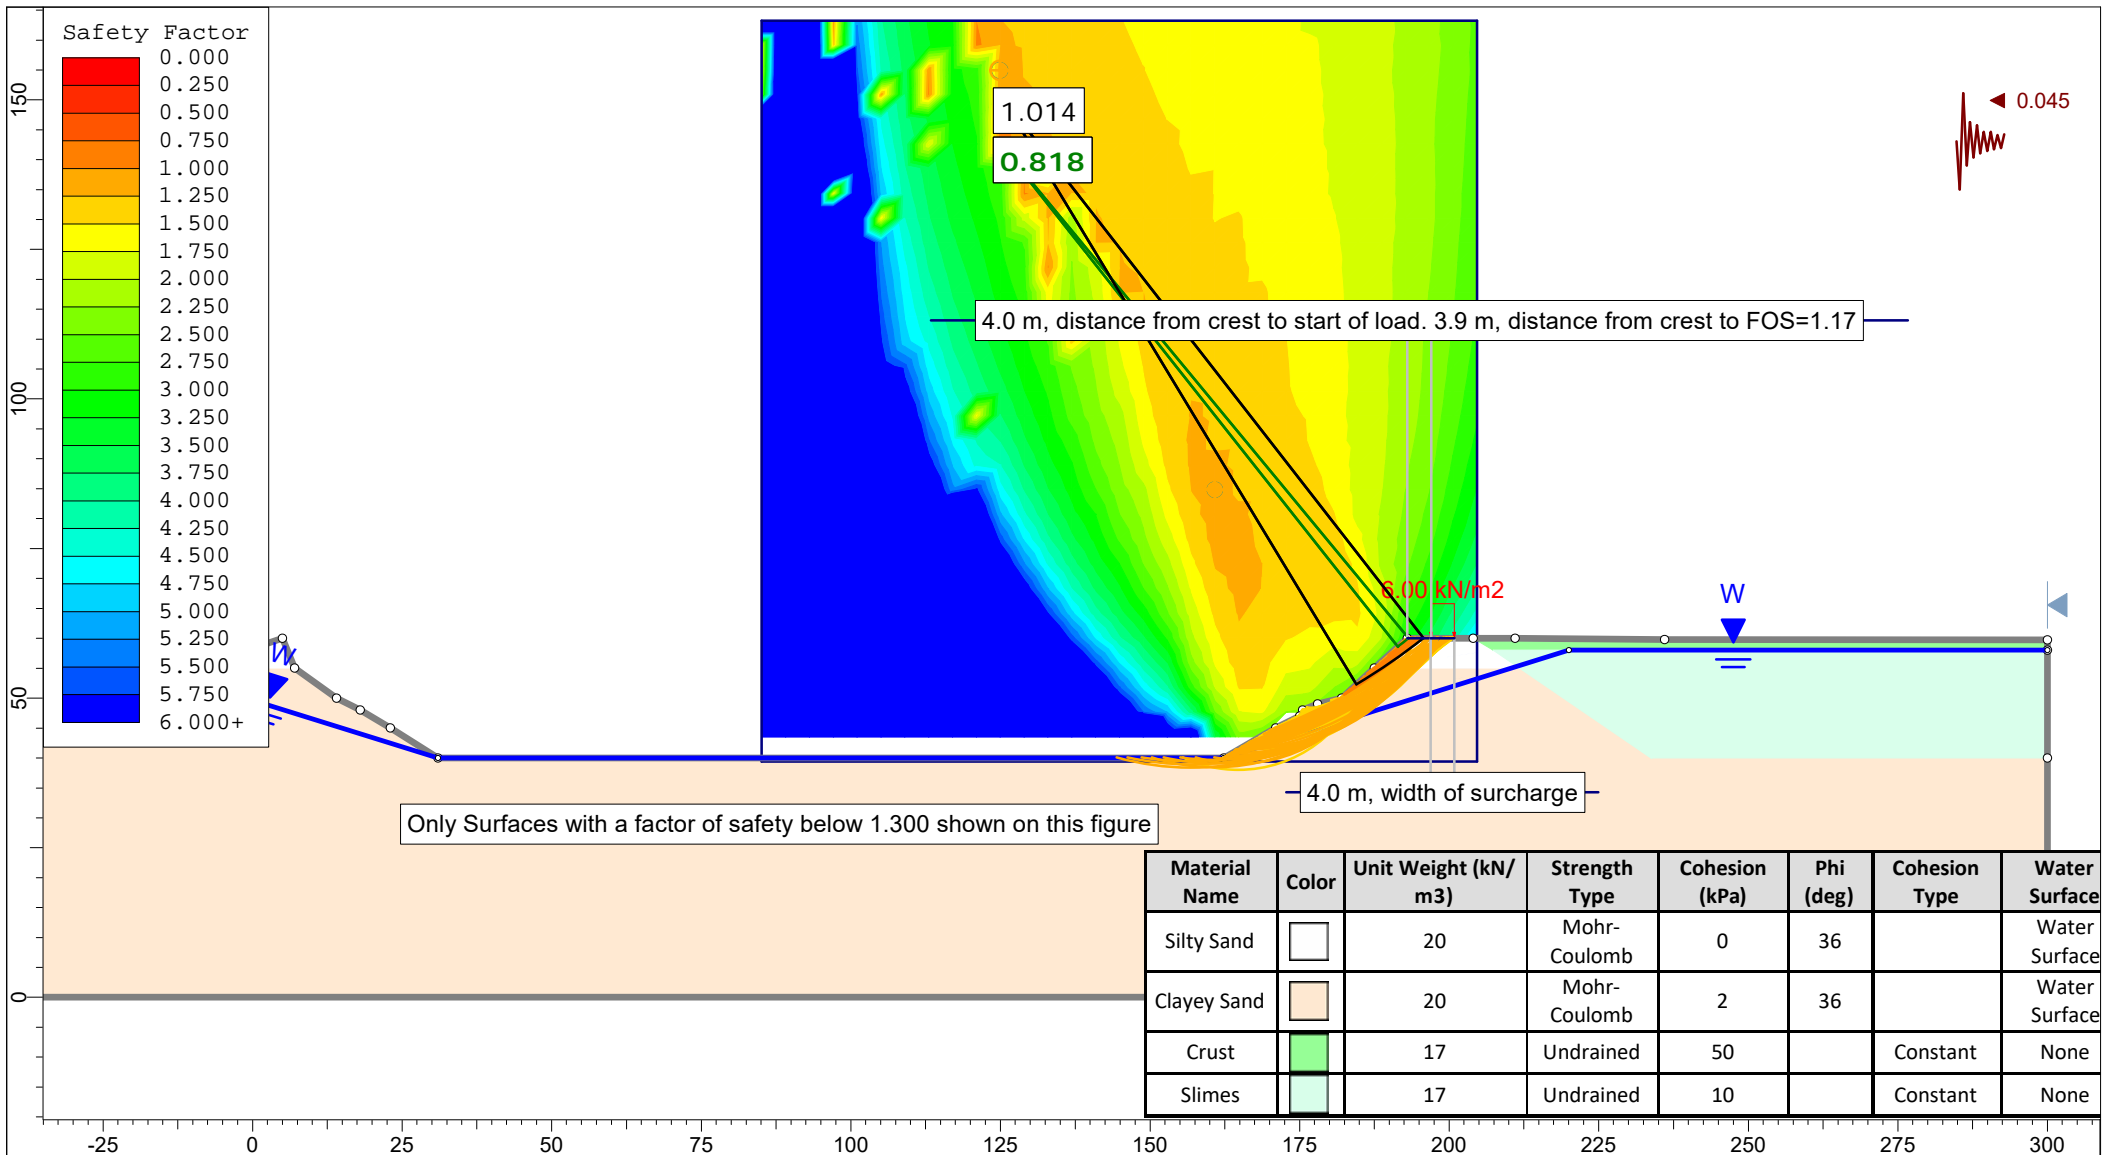 Safety Factor
0.000
0.250
0.500
0.750
1.000
1.250
1.500
1.750
2.000
2.250
2.500
2.750
3.000
3.250
3.500
3.750
4.000
4.250
4.500
4.750
5.000
5.250
5.500
5.750
6.000+
150
100
50
0
1.014
0.818
0.045
4.0 m, distance from crest to start of load. 3.9 m, distance from crest to FOS=1.17
6.00 kN/m2
W
W
4.0 m, width of surcharge
Only Surfaces with a factor of safety below 1.300 shown on this figure
Material Name Color Unit Weight (kN/m3) Strength Type Cohesion (kPa) Phi (deg) Cohesion Type Water Surface
Silty Sand 20 Mohr-Coulomb 0 36 Water Surface
Clayey Sand 20 Mohr-Coulomb 2 36 Water Surface
Crust 17 Undrained 50 Constant None
Slimes 17 Undrained 10 Constant None
-25 0 25 50 75 100 125 150 175 200 225 250 275 300